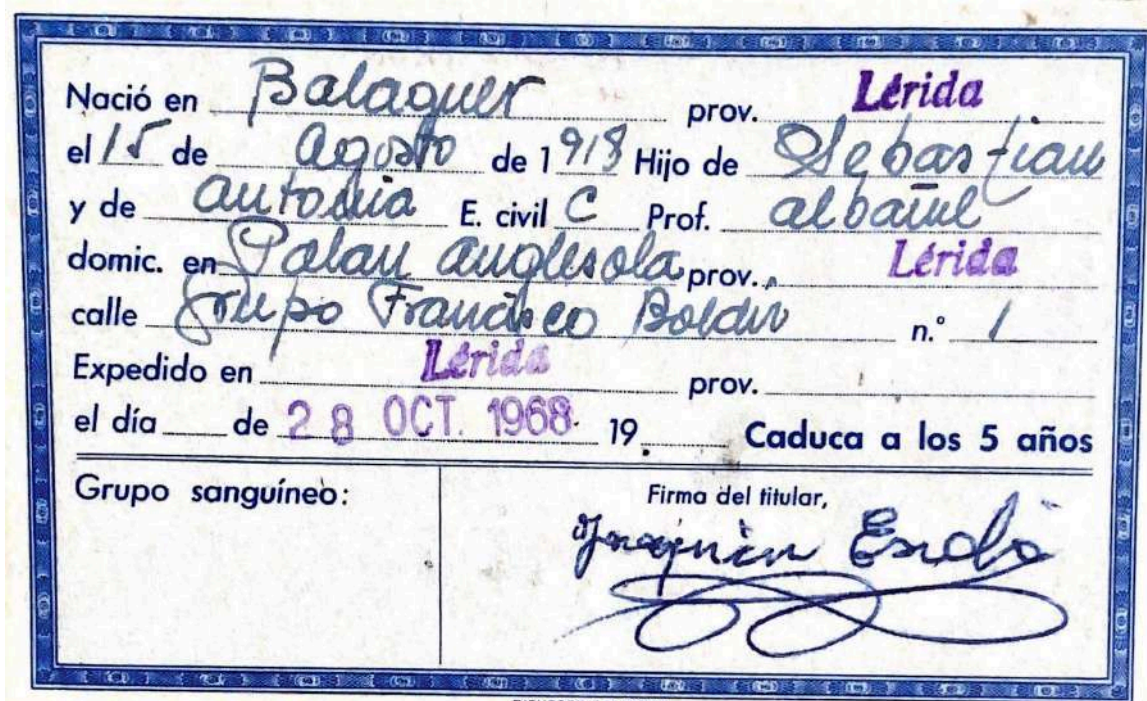 Nació en Balaguer prov. Lérida
el 15 de Agosto de 1918 Hijo de Sebastian
y de Antonia E. civil C Prof. albañil
domic. en Palau Anglesola prov. Lérida
calle Grupo Francisco Boldú n.° 1
Expedido en Lérida prov.
el día de 28 OCT. 1968 19 Caduca a los 5 años
Grupo sanguíneo: Firma del titular,
Joaquín